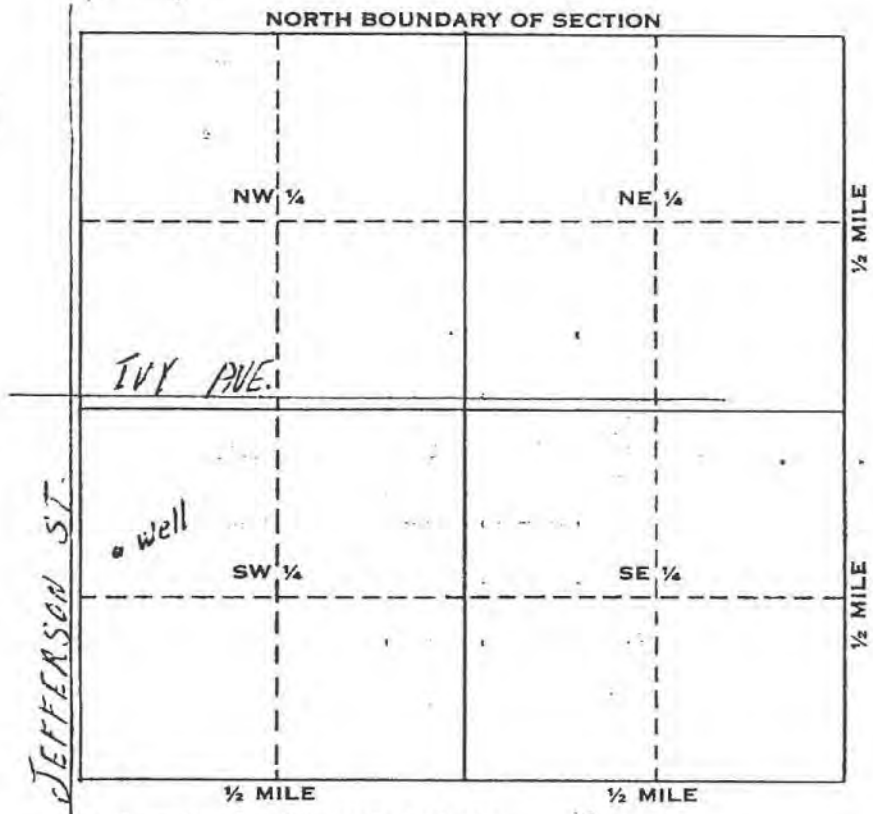 NORTH BOUNDARY OF SECTION
NW ¼
NE ¼
½ MILE
IVY AVE.
JEFFERSON ST.
well
SW ¼
SE ¼
½ MILE
½ MILE
½ MILE